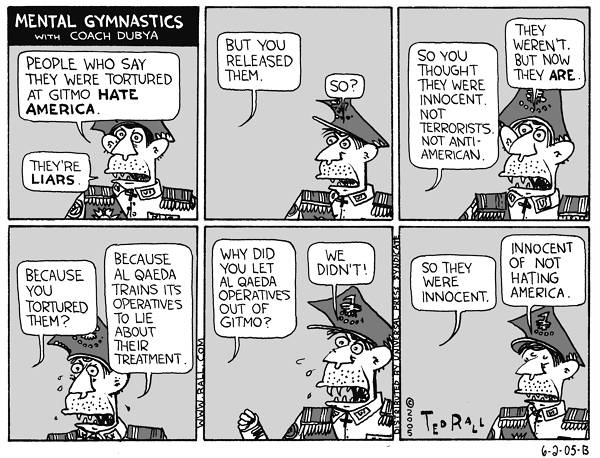 MENTAL GYMNASTICS
WITH COACH DUBYA
PEOPLE WHO SAY
THEY WERE TORTURED
AT GITMO HATE
AMERICA.
THEY'RE
LIARS.
BUT YOU
RELEASED
THEM.
SO?
SO YOU
THOUGHT
THEY WERE
INNOCENT.
NOT
TERRORISTS.
NOT ANTI-
AMERICAN.
THEY
WEREN'T.
BUT NOW
THEY ARE.
BECAUSE
YOU
TORTURED
THEM?
BECAUSE
AL QAEDA
TRAINS ITS
OPERATIVES
TO LIE
ABOUT
THEIR
TREATMENT.
WWW.RALL.COM
WHY DID
YOU LET
AL QAEDA
OPERATIVES
OUT OF
GITMO?
WE
DIDN'T!
DISTRIBUTED BY UNIVERSAL PRESS SYNDICATE
SO THEY
WERE
INNOCENT.
INNOCENT
OF NOT
HATING
AMERICA.
©2005
TED RALL
6-2-05-B